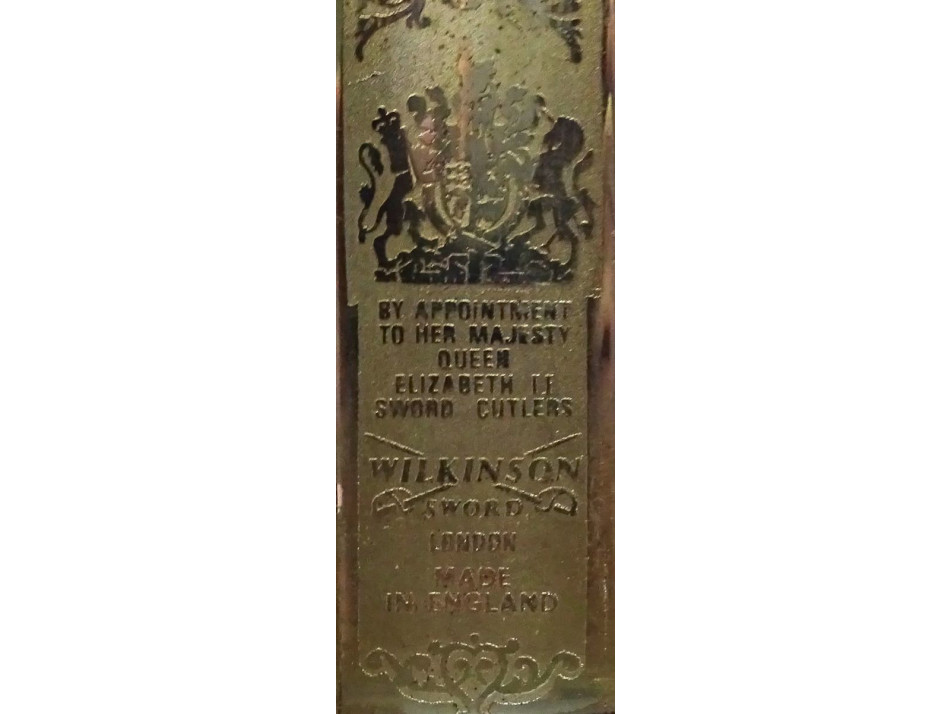 BY APPOINTMENT
TO HER MAJESTY
QUEEN
ELIZABETH II
SWORD CUTLERS
WILKINSON
SWORD
LONDON
MADE
IN ENGLAND